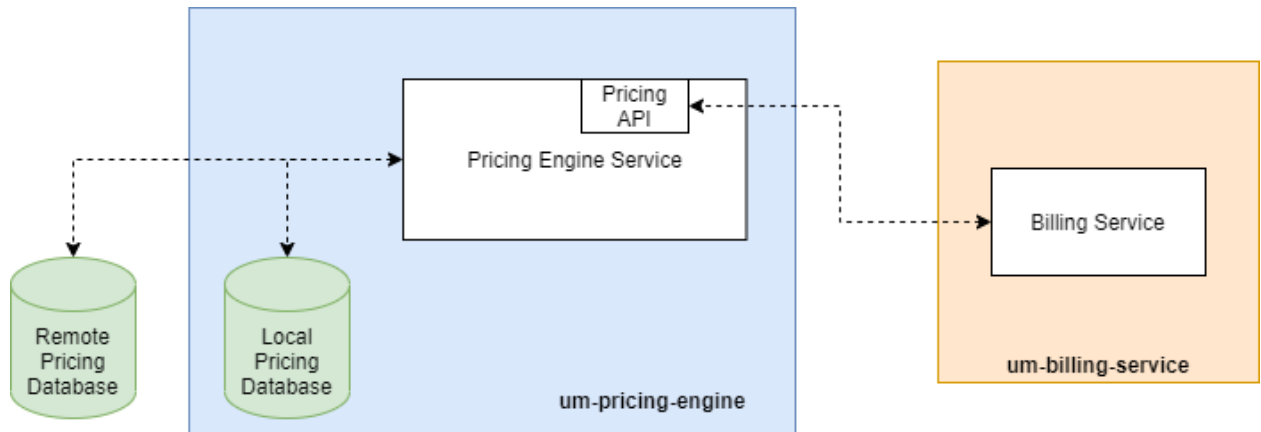 Pricing
API
Pricing Engine Service
Billing Service
Remote
Pricing
Database
Local
Pricing
Database
um-pricing-engine
um-billing-service